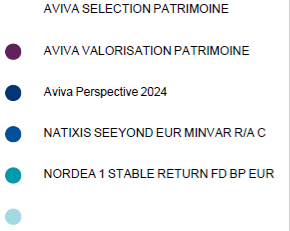 AVIVA SELECTION PATRIMOINE
AVIVA VALORISATION PATRIMOINE
Aviva Perspective 2024
NATIXIS SEEYOND EUR MINVAR R/A C
NORDEA 1 STABLE RETURN FD BP EUR